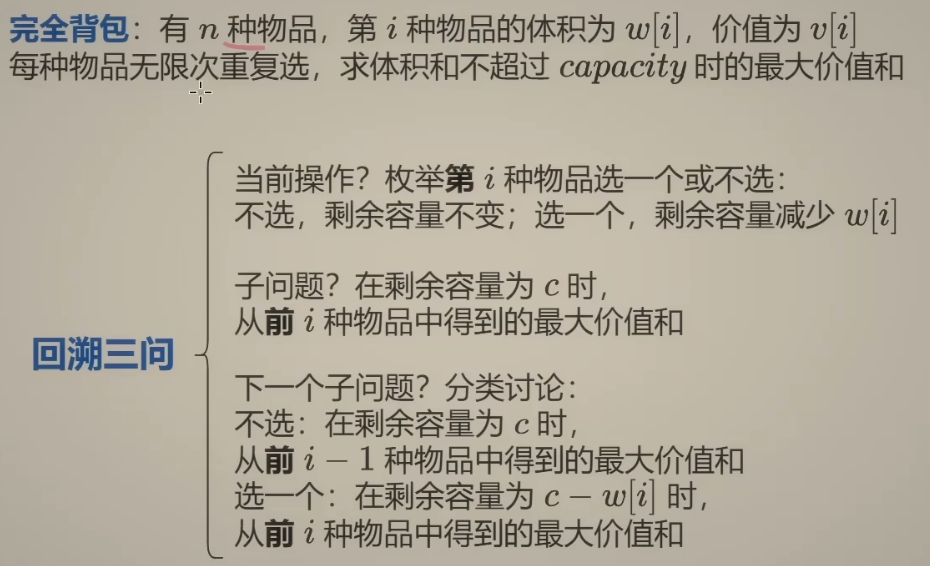 完全背包：有 n 种物品，第 i 种物品的体积为 w[i]，价值为 v[i]
每种物品无限次重复选，求体积和不超过 capacity 时的最大价值和
当前操作？枚举第 i 种物品选一个或不选：
不选，剩余容量不变；选一个，剩余容量减少 w[i]
子问题？在剩余容量为 c 时，
从前 i 种物品中得到的最大价值和
回溯三问
下一个子问题？分类讨论：
不选：在剩余容量为 c 时，
从前 i − 1 种物品中得到的最大价值和
选一个：在剩余容量为 c − w[i] 时，
从前 i 种物品中得到的最大价值和